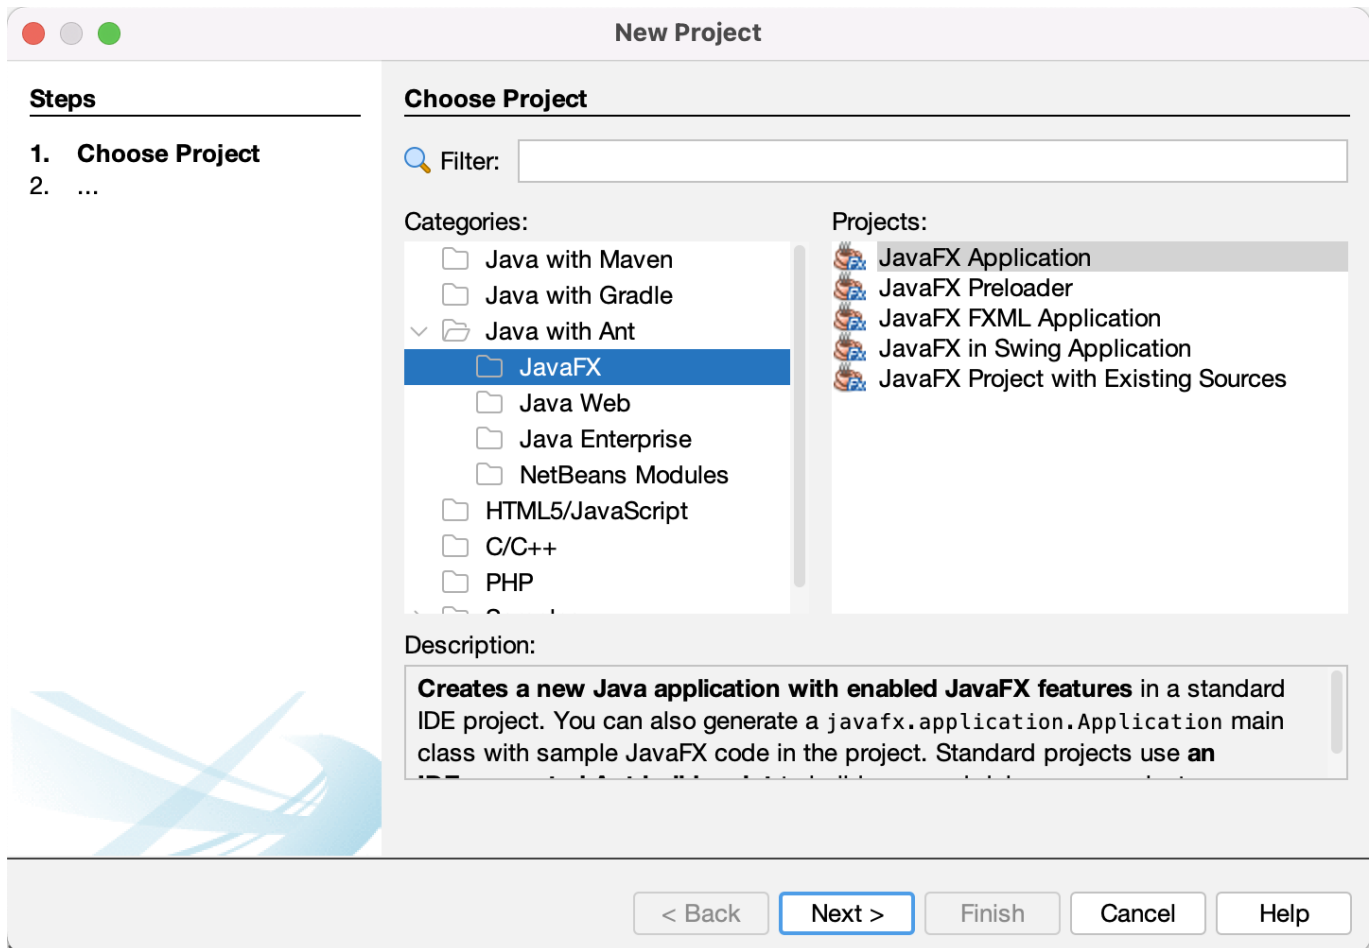 New Project
Steps
1. Choose Project
2. ...
Choose Project
Filter:
Categories:
Java with Maven
Java with Gradle
Java with Ant
JavaFX
Java Web
Java Enterprise
NetBeans Modules
HTML5/JavaScript
C/C++
PHP
Projects:
JavaFX Application
JavaFX Preloader
JavaFX FXML Application
JavaFX in Swing Application
JavaFX Project with Existing Sources
Description:
Creates a new Java application with enabled JavaFX features in a standard
IDE project. You can also generate a javafx.application.Application main
class with sample JavaFX code in the project. Standard projects use an
< Back
Next >
Finish
Cancel
Help